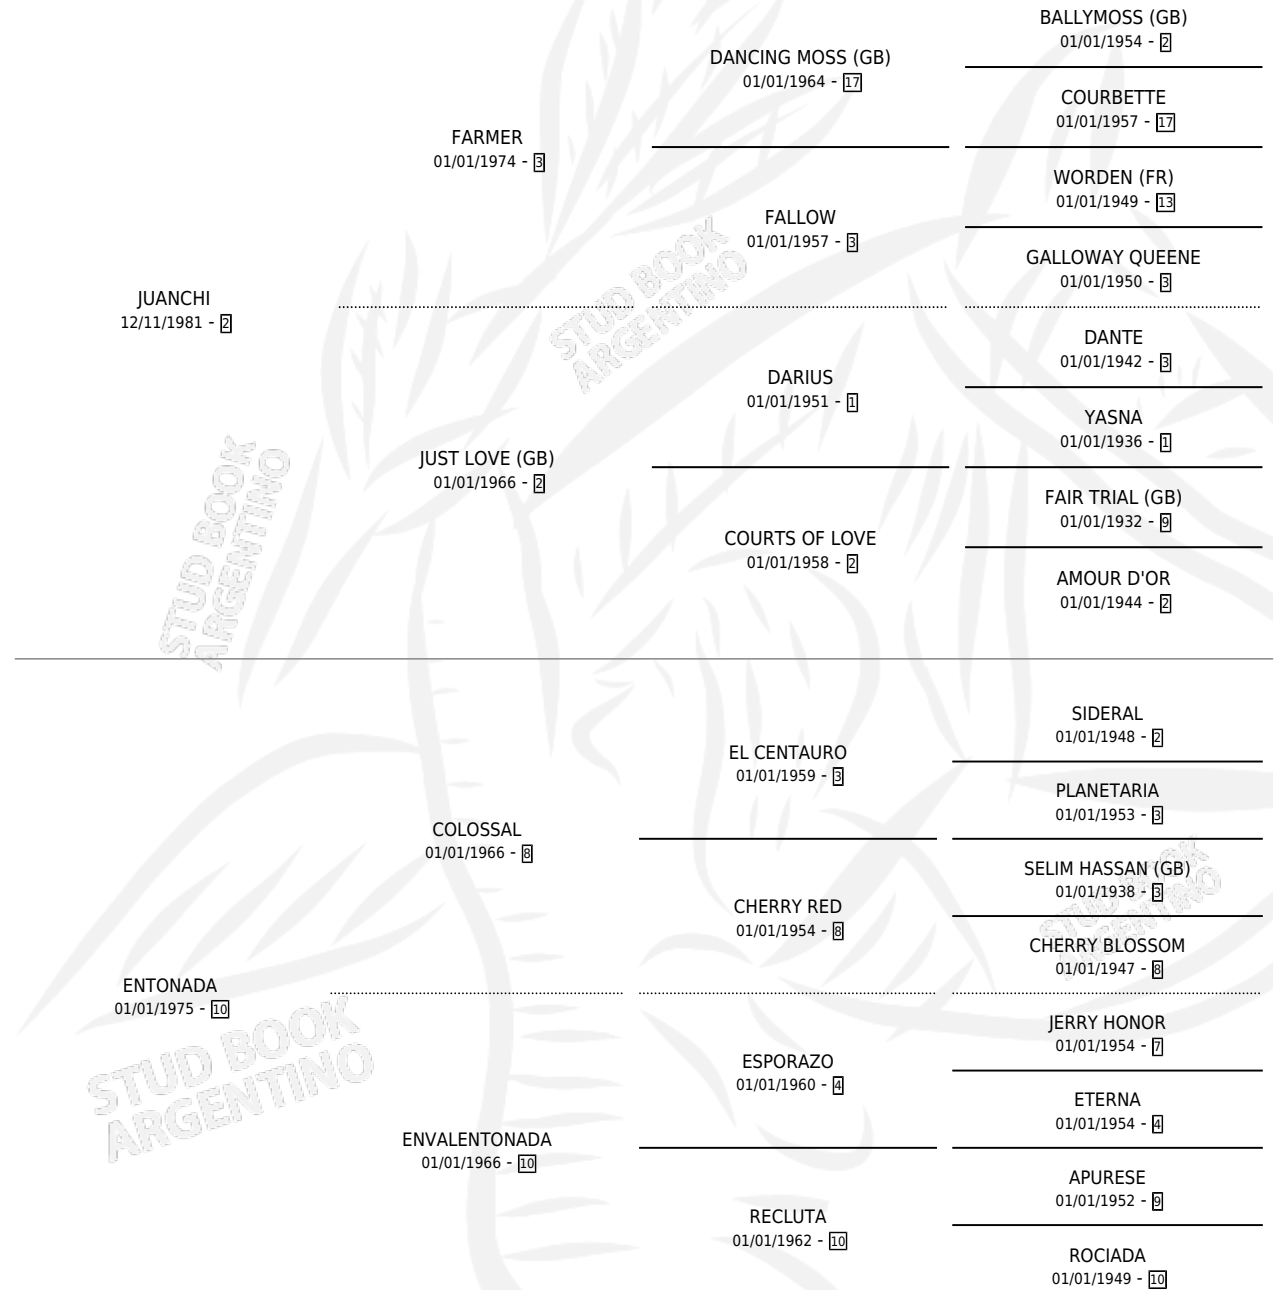 BALLYMOSS (GB)
01/01/1954 - 2
DANCING MOSS (GB)
01/01/1964 - 17
COURBETTE
01/01/1957 - 17
FARMER
01/01/1974 - 3
WORDEN (FR)
01/01/1949 - 13
FALLOW
01/01/1957 - 3
GALLOWAY QUEENE
01/01/1950 - 3
JUANCHI
12/11/1981 - 2
DANTE
01/01/1942 - 3
DARIUS
01/01/1951 - 1
YASNA
01/01/1936 - 1
JUST LOVE (GB)
01/01/1966 - 2
FAIR TRIAL (GB)
01/01/1932 - 9
COURTS OF LOVE
01/01/1958 - 2
AMOUR D'OR
01/01/1944 - 2
SIDERAL
01/01/1948 - 2
EL CENTAURO
01/01/1959 - 3
PLANETARIA
01/01/1953 - 3
COLOSSAL
01/01/1966 - 8
SELIM HASSAN (GB)
01/01/1938 - 3
CHERRY RED
01/01/1954 - 8
CHERRY BLOSSOM
01/01/1947 - 8
ENTONADA
01/01/1975 - 10
JERRY HONOR
01/01/1954 - 7
ESPORAZO
01/01/1960 - 4
ETERNA
01/01/1954 - 4
ENVALENTONADA
01/01/1966 - 10
APURESE
01/01/1952 - 9
RECLUTA
01/01/1962 - 10
ROCIADA
01/01/1949 - 10
STUD BOOK
ARGENTINO
STUD BOOK
ARGENTINO
STUD BOOK
ARGENTINO
STUD BOOK
ARGENTINO